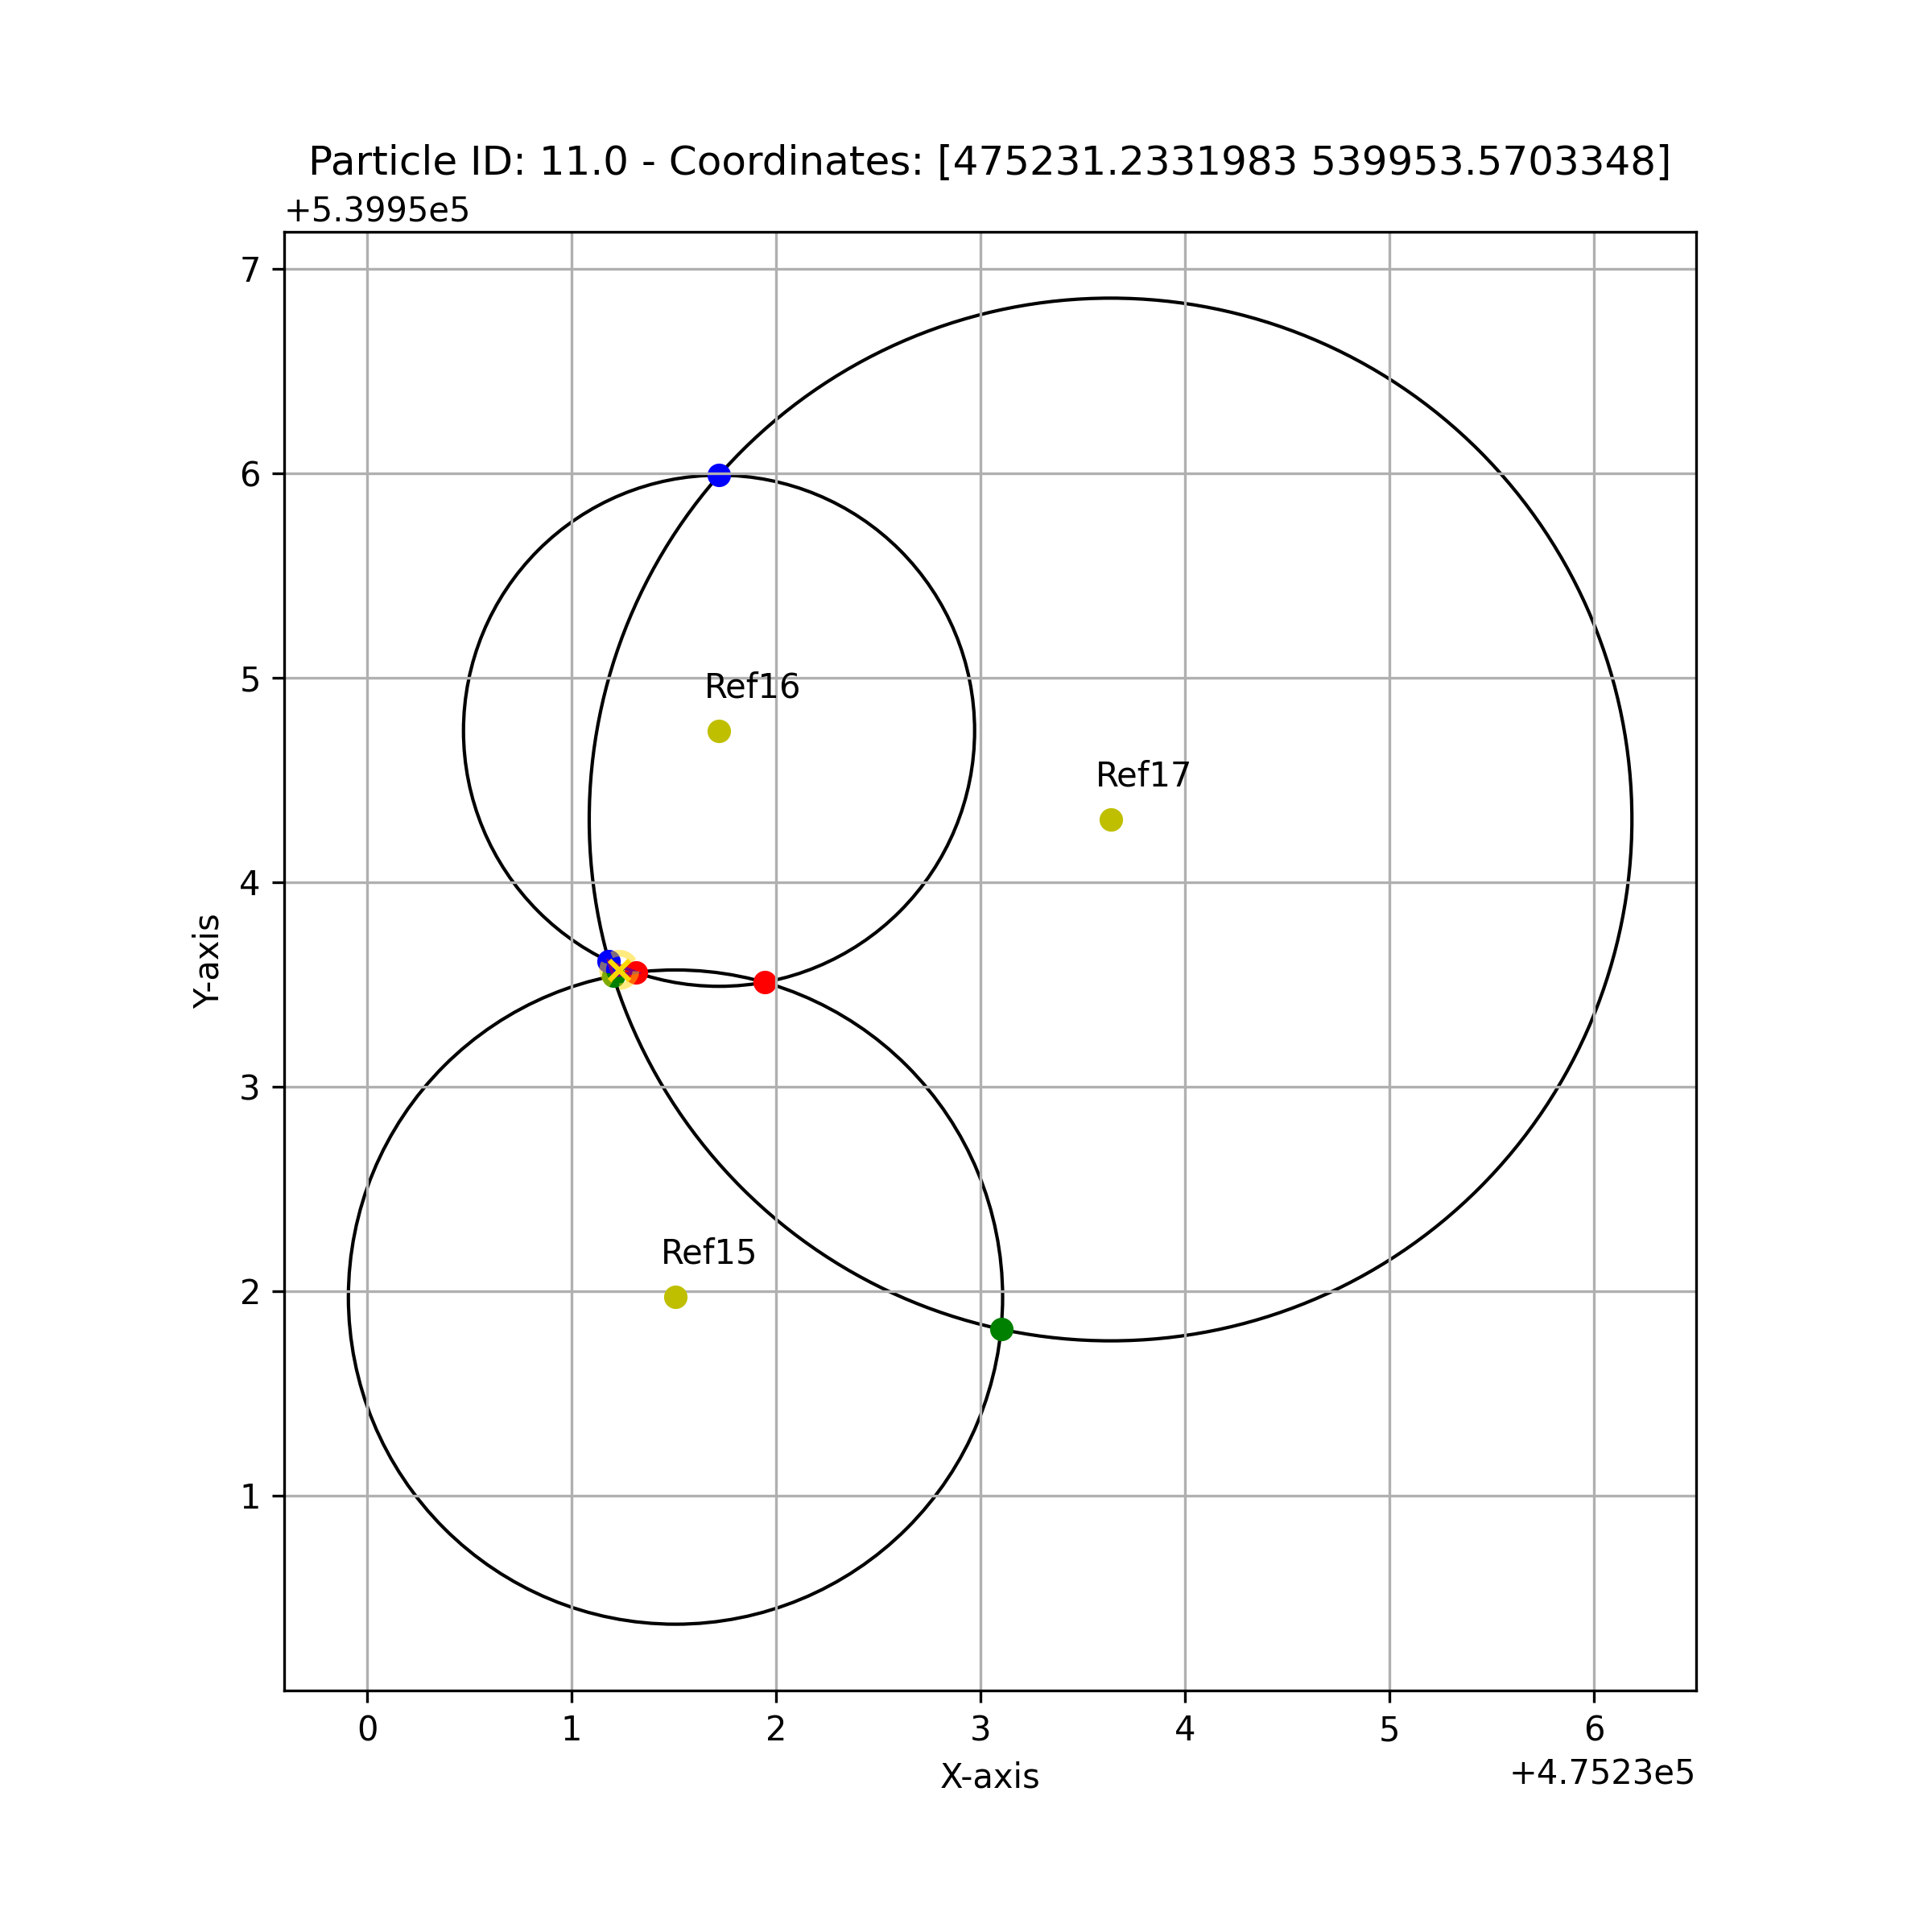 Particle ID: 11.0 - Coordinates: [475231.2331983 539953.5703348]
+5.3995e5
7
6
5
4
3
2
1
Y-axis
Ref16
Ref17
Ref15
0 1 2 3 4 5 6
X-axis
+4.7523e5